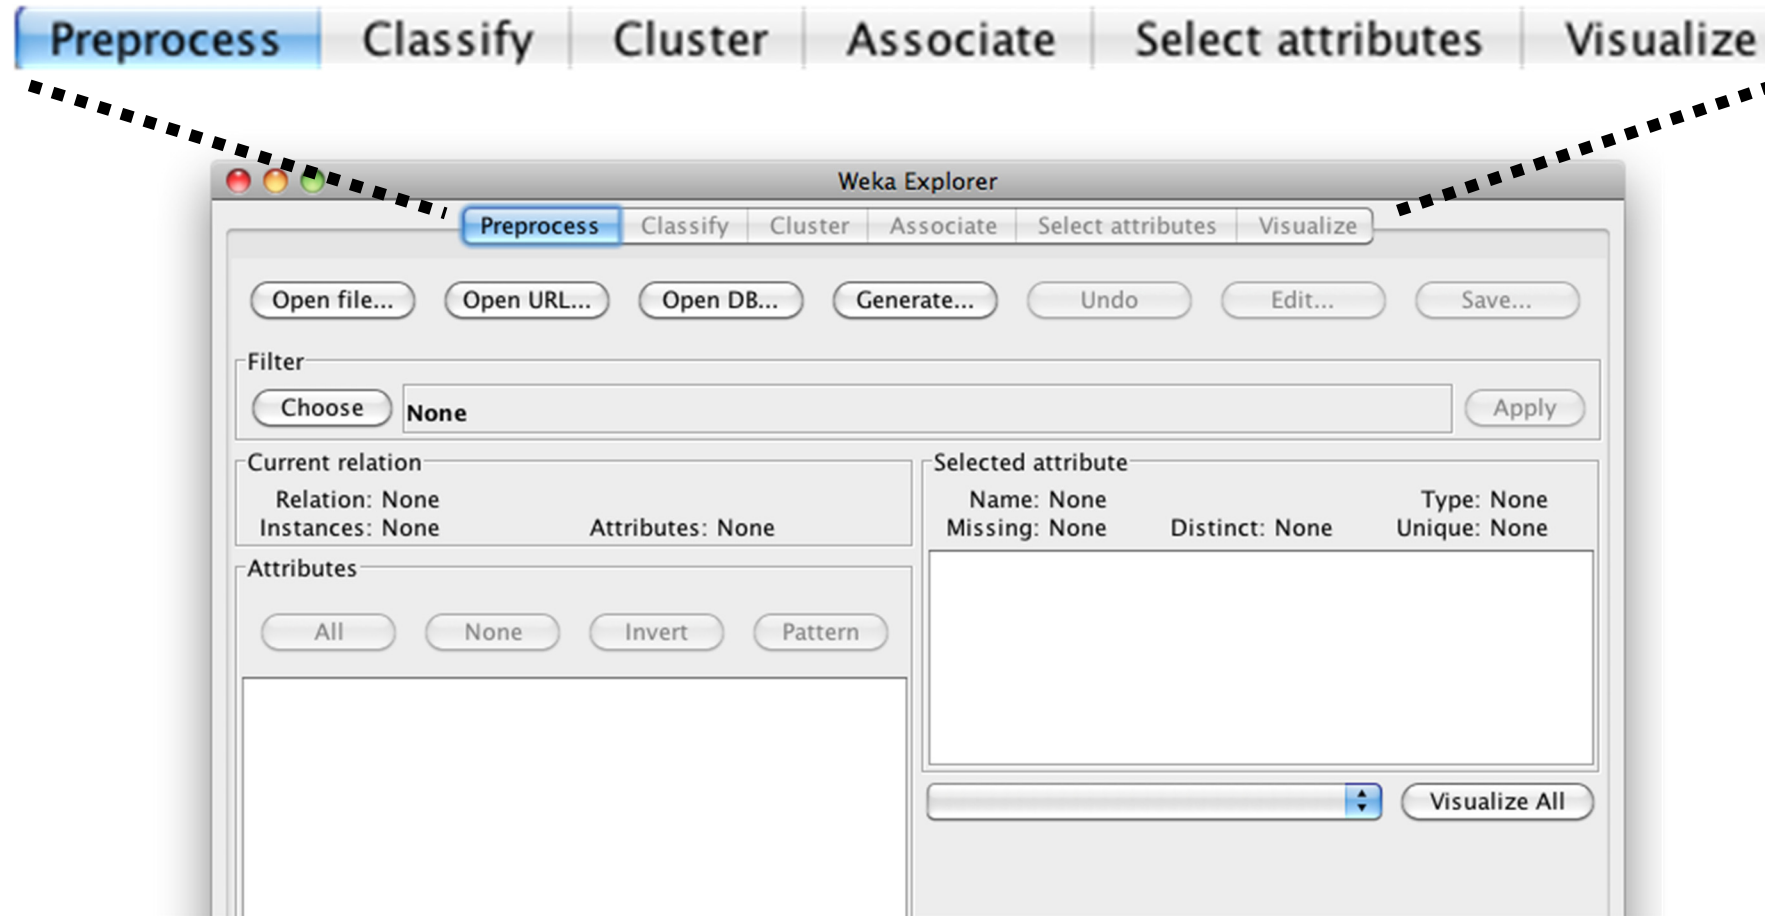 Preprocess Classify Cluster Associate Select attributes Visualize
Weka Explorer
Preprocess Classify Cluster Associate Select attributes Visualize
Open file... Open URL... Open DB... Generate... Undo Edit... Save...
Filter
Choose None Apply
Current relation
Relation: None
Instances: None Attributes: None
Selected attribute
Name: None Type: None
Missing: None Distinct: None Unique: None
Attributes
All None Invert Pattern
Visualize All